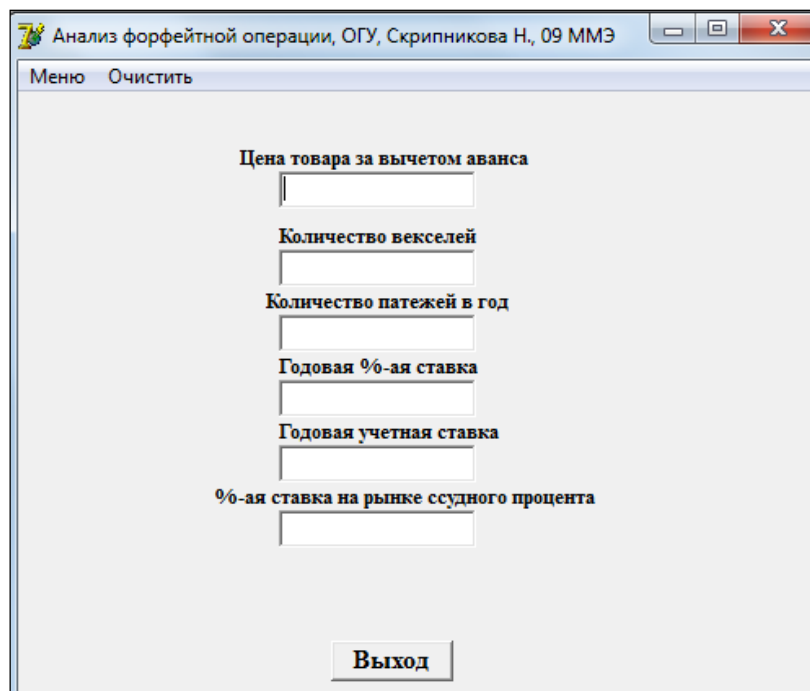 Анализ форфейтной операции, ОГУ, Скрипникова Н., 09 ММЭ
Меню Очистить
Цена товара за вычетом аванса
Количество векселей
Количество патежей в год
Годовая %-ая ставка
Годовая учетная ставка
%-ая ставка на рынке ссудного процента
Выход